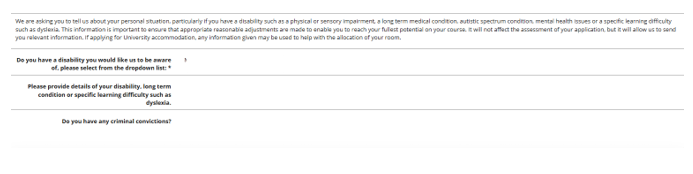 We are asking you to tell us about your personal situation, particularly if you have a disability such as a physical or sensory impairment, a long term medical condition, autistic spectrum condition, mental health issues or a specific learning difficulty
such as dyslexia. This information is important to ensure that appropriate reasonable adjustments are made to enable you to reach your fullest potential on your course. It will not affect the assessment of your application, but it will allow us to send
you relevant information. If applying for University accommodation, any information given may be used to help with the allocation of your room.
Do you have a disability you would like us to be aware
of, please select from the dropdown list: *
Please provide details of your disability, long term
condition or specific learning difficulty such as
dyslexia.
Do you have any criminal convictions?